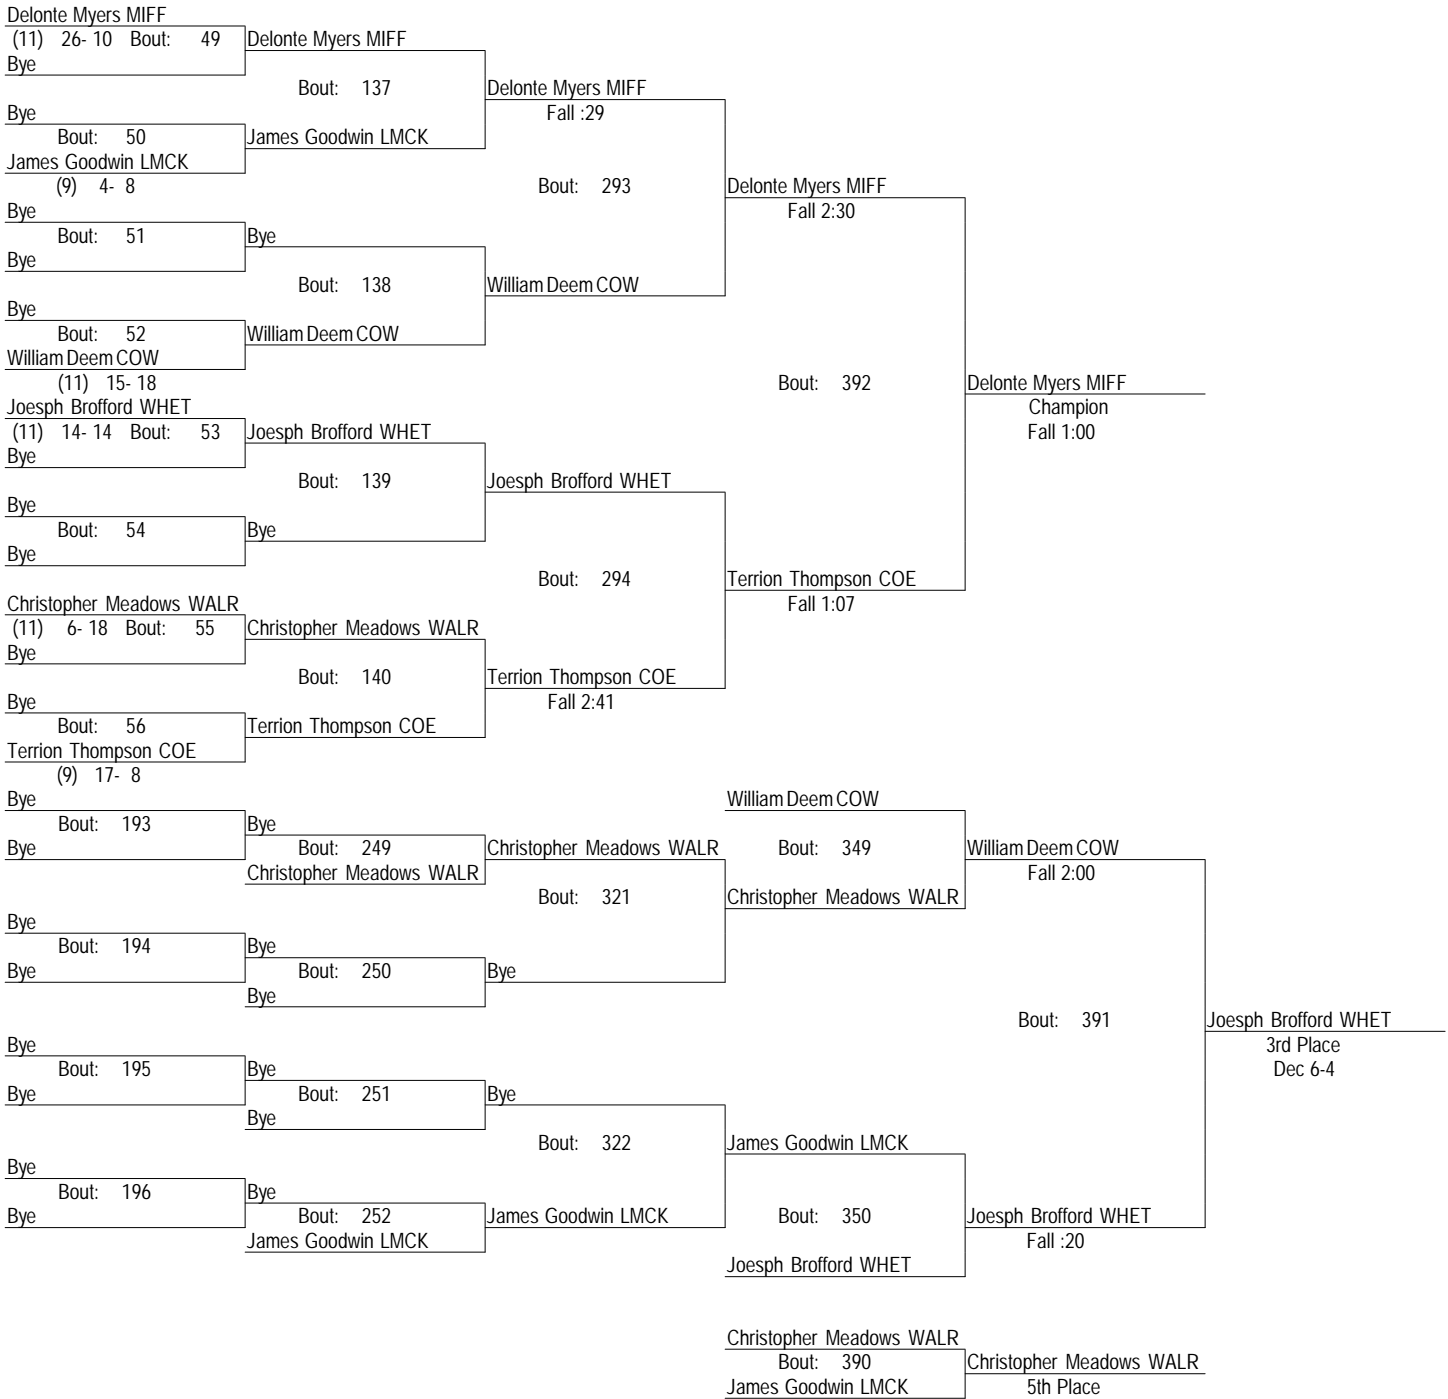 Delonte Myers MIFF
(11) 26- 10 Bout: 49 Delonte Myers MIFF
Bye
Bout: 137 Delonte Myers MIFF
Bye Fall :29
Bout: 50 James Goodwin LMCK
James Goodwin LMCK
(9) 4- 8 Bout: 293 Delonte Myers MIFF
Bye Fall 2:30
Bout: 51 Bye
Bye
Bout: 138 William Deem COW
Bye
Bout: 52 William Deem COW
William Deem COW
(11) 15- 18 Bout: 392 Delonte Myers MIFF
Joesph Brofford WHET Champion
(11) 14- 14 Bout: 53 Joesph Brofford WHET Fall 1:00
Bye
Bout: 139 Joesph Brofford WHET
Bye
Bout: 54 Bye
Bye
Bout: 294 Terrion Thompson COE
Christopher Meadows WALR Fall 1:07
(11) 6- 18 Bout: 55 Christopher Meadows WALR
Bye
Bout: 140 Terrion Thompson COE
Bye Fall 2:41
Bout: 56 Terrion Thompson COE
Terrion Thompson COE
(9) 17- 8
Bye William Deem COW
Bout: 193 Bye
Bye Bout: 249 Christopher Meadows WALR Bout: 349 William Deem COW
Christopher Meadows WALR Fall 2:00
Bout: 321 Christopher Meadows WALR
Bye
Bout: 194 Bye
Bye Bout: 250 Bye
Bye
Bout: 391 Joesph Brofford WHET
Bye 3rd Place
Bout: 195 Bye Dec 6-4
Bye Bout: 251 Bye
Bye
Bout: 322 James Goodwin LMCK
Bye
Bout: 196 Bye
Bye Bout: 252 James Goodwin LMCK Bout: 350 Joesph Brofford WHET
James Goodwin LMCK Fall :20
Joesph Brofford WHET
Christopher Meadows WALR
Bout: 390 Christopher Meadows WALR
James Goodwin LMCK 5th Place